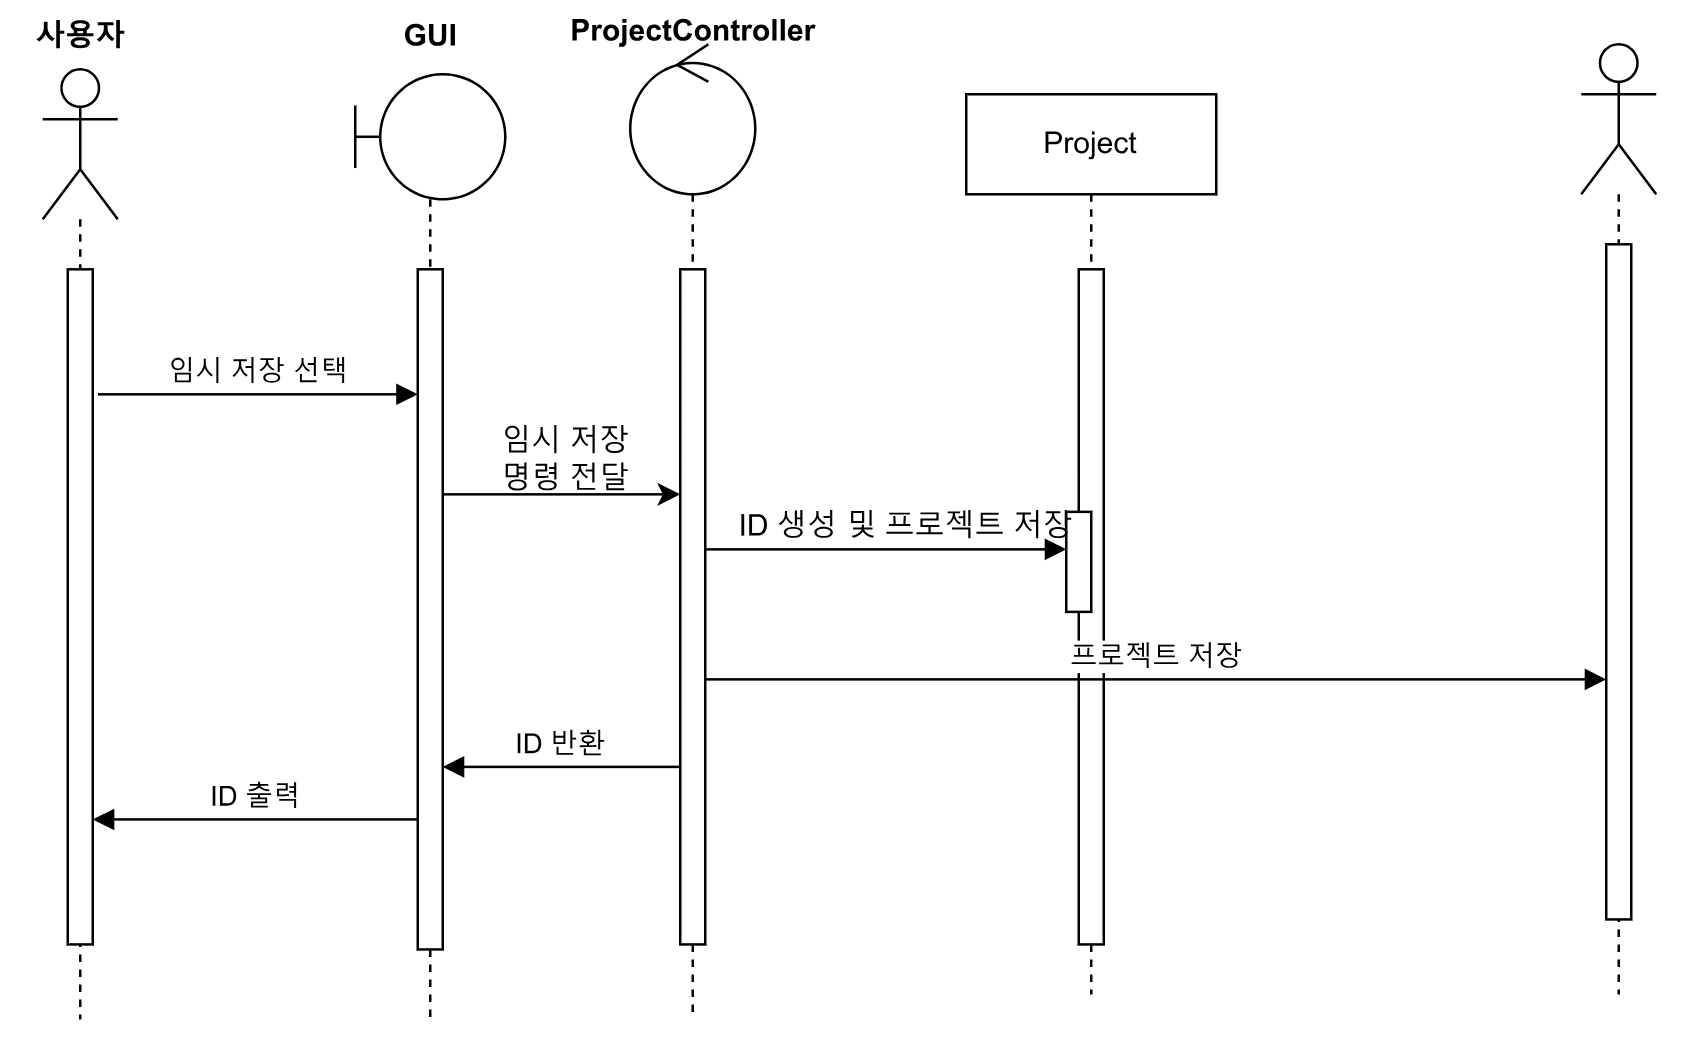 사용자
GUI
ProjectController
Project
임시 저장 선택
임시 저장
명령 전달
ID 생성 및 프로젝트 저장
프로젝트 저장
ID 반환
ID 출력